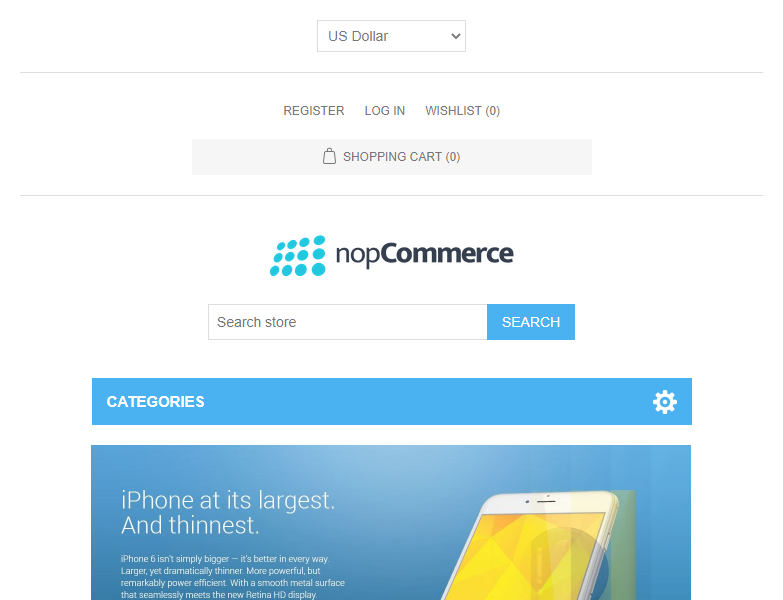 US Dollar
REGISTER LOG IN WISHLIST (0)
SHOPPING CART (0)
nopCommerce
Search store SEARCH
CATEGORIES
iPhone at its largest.
And thinnest.
iPhone 6 isn't simply bigger – it's better in every way.
Larger, yet dramatically thinner. More powerful, but
remarkably power efficient. With a smooth metal surface
that seamlessly meets the new Retina HD display.